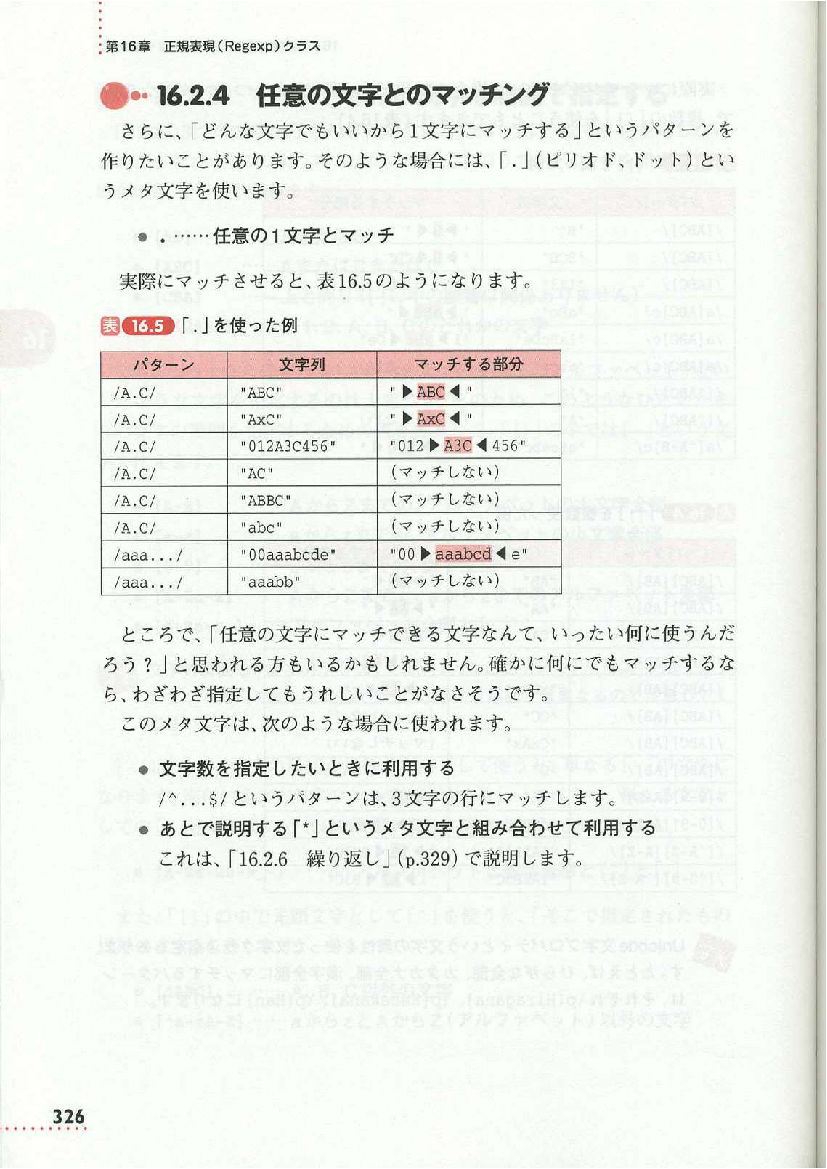 第16章　正規表現(Regexp)クラス
16.2.4　任意の文字とのマッチング
さらに、「どんな文字でもいいから1文字にマッチする」というパターンを
作りたいことがあります。そのような場合には、「.」(ピリオド、ドット)とい
うメタ文字を使います。
● . ……任意の1文字とマッチ
実際にマッチさせると、表16.5のようになります。
表 16.5 「.」を使った例
パターン 文字列 マッチする部分
/A.C/ "ABC" "▶ABC◀"
/A.C/ "AxC" "▶AxC◀"
/A.C/ "012A3C456" "012▶A3C◀456"
/A.C/ "AC" (マッチしない)
/A.C/ "ABBC" (マッチしない)
/A.C/ "abc" (マッチしない)
/aaa.../ "00aaabcde" "00▶aaabcd◀e"
/aaa.../ "aaabb" (マッチしない)
ところで、「任意の文字にマッチできる文字なんて、いったい何に使うんだ
ろう？」と思われる方もいるかもしれません。確かに何にでもマッチするな
ら、わざわざ指定してもうれしいことがなさそうです。
このメタ文字は、次のような場合に使われます。
● 文字数を指定したいときに利用する
/^...$/というパターンは、3文字の行にマッチします。
● あとで説明する「*」というメタ文字と組み合わせて利用する
これは、「16.2.6　繰り返し」(p.329)で説明します。
326